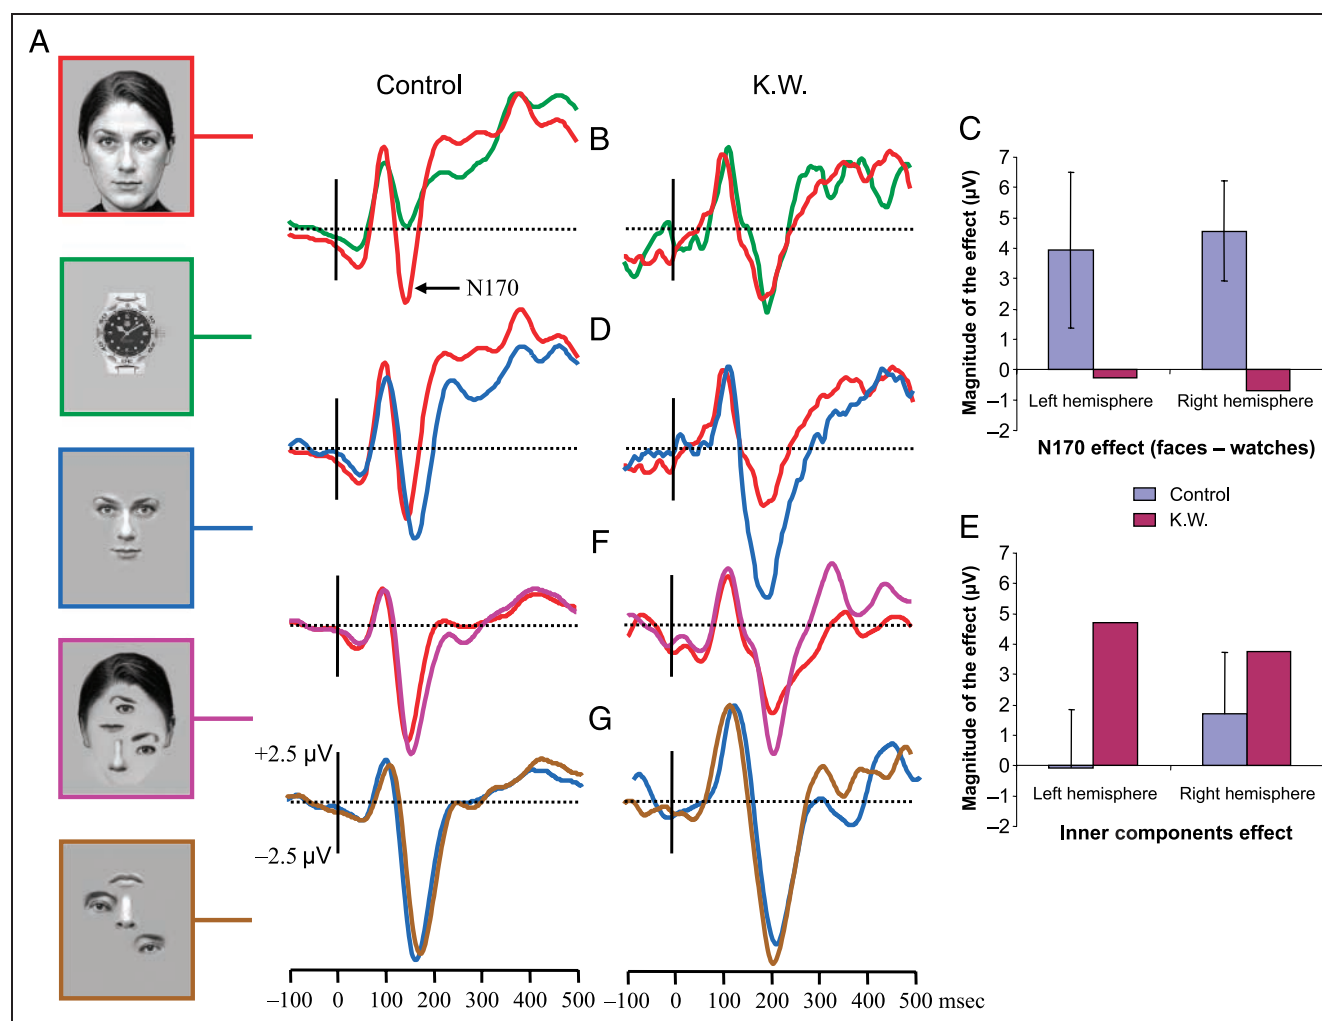 A
Control
K.W.
B
N170
D
F
G
+2.5 µV
–2.5 µV
–100 0 100 200 300 400 500
–100 0 100 200 300 400 500 msec
C
Magnitude of the effect (µV)
7
6
5
4
3
2
1
0
–1
–2
Left hemisphere Right hemisphere
N170 effect (faces – watches)
Control
K.W.
E
Magnitude of the effect (µV)
7
6
5
4
3
2
1
0
–1
–2
Left hemisphere Right hemisphere
Inner components effect